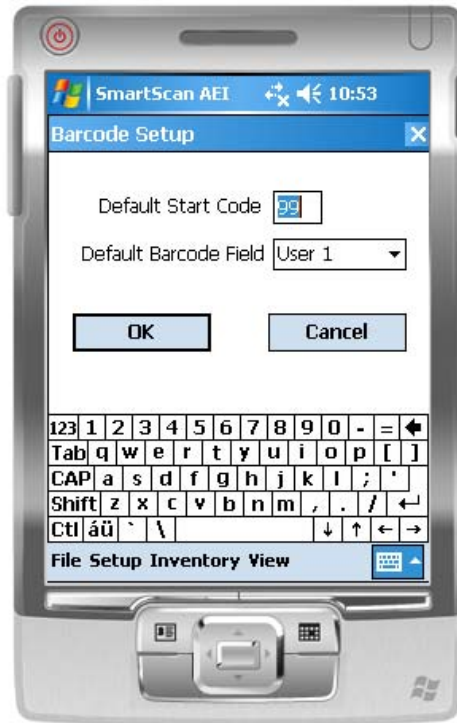 SmartScan AEI 10:53
Barcode Setup
Default Start Code 99
Default Barcode Field User 1
OK Cancel
123 1 2 3 4 5 6 7 8 9 0 - =
Tab q w e r t y u i o p [ ]
CAP a s d f g h j k l ; '
Shift z x c v b n m , . /
Ctl áü ` \
File Setup Inventory View